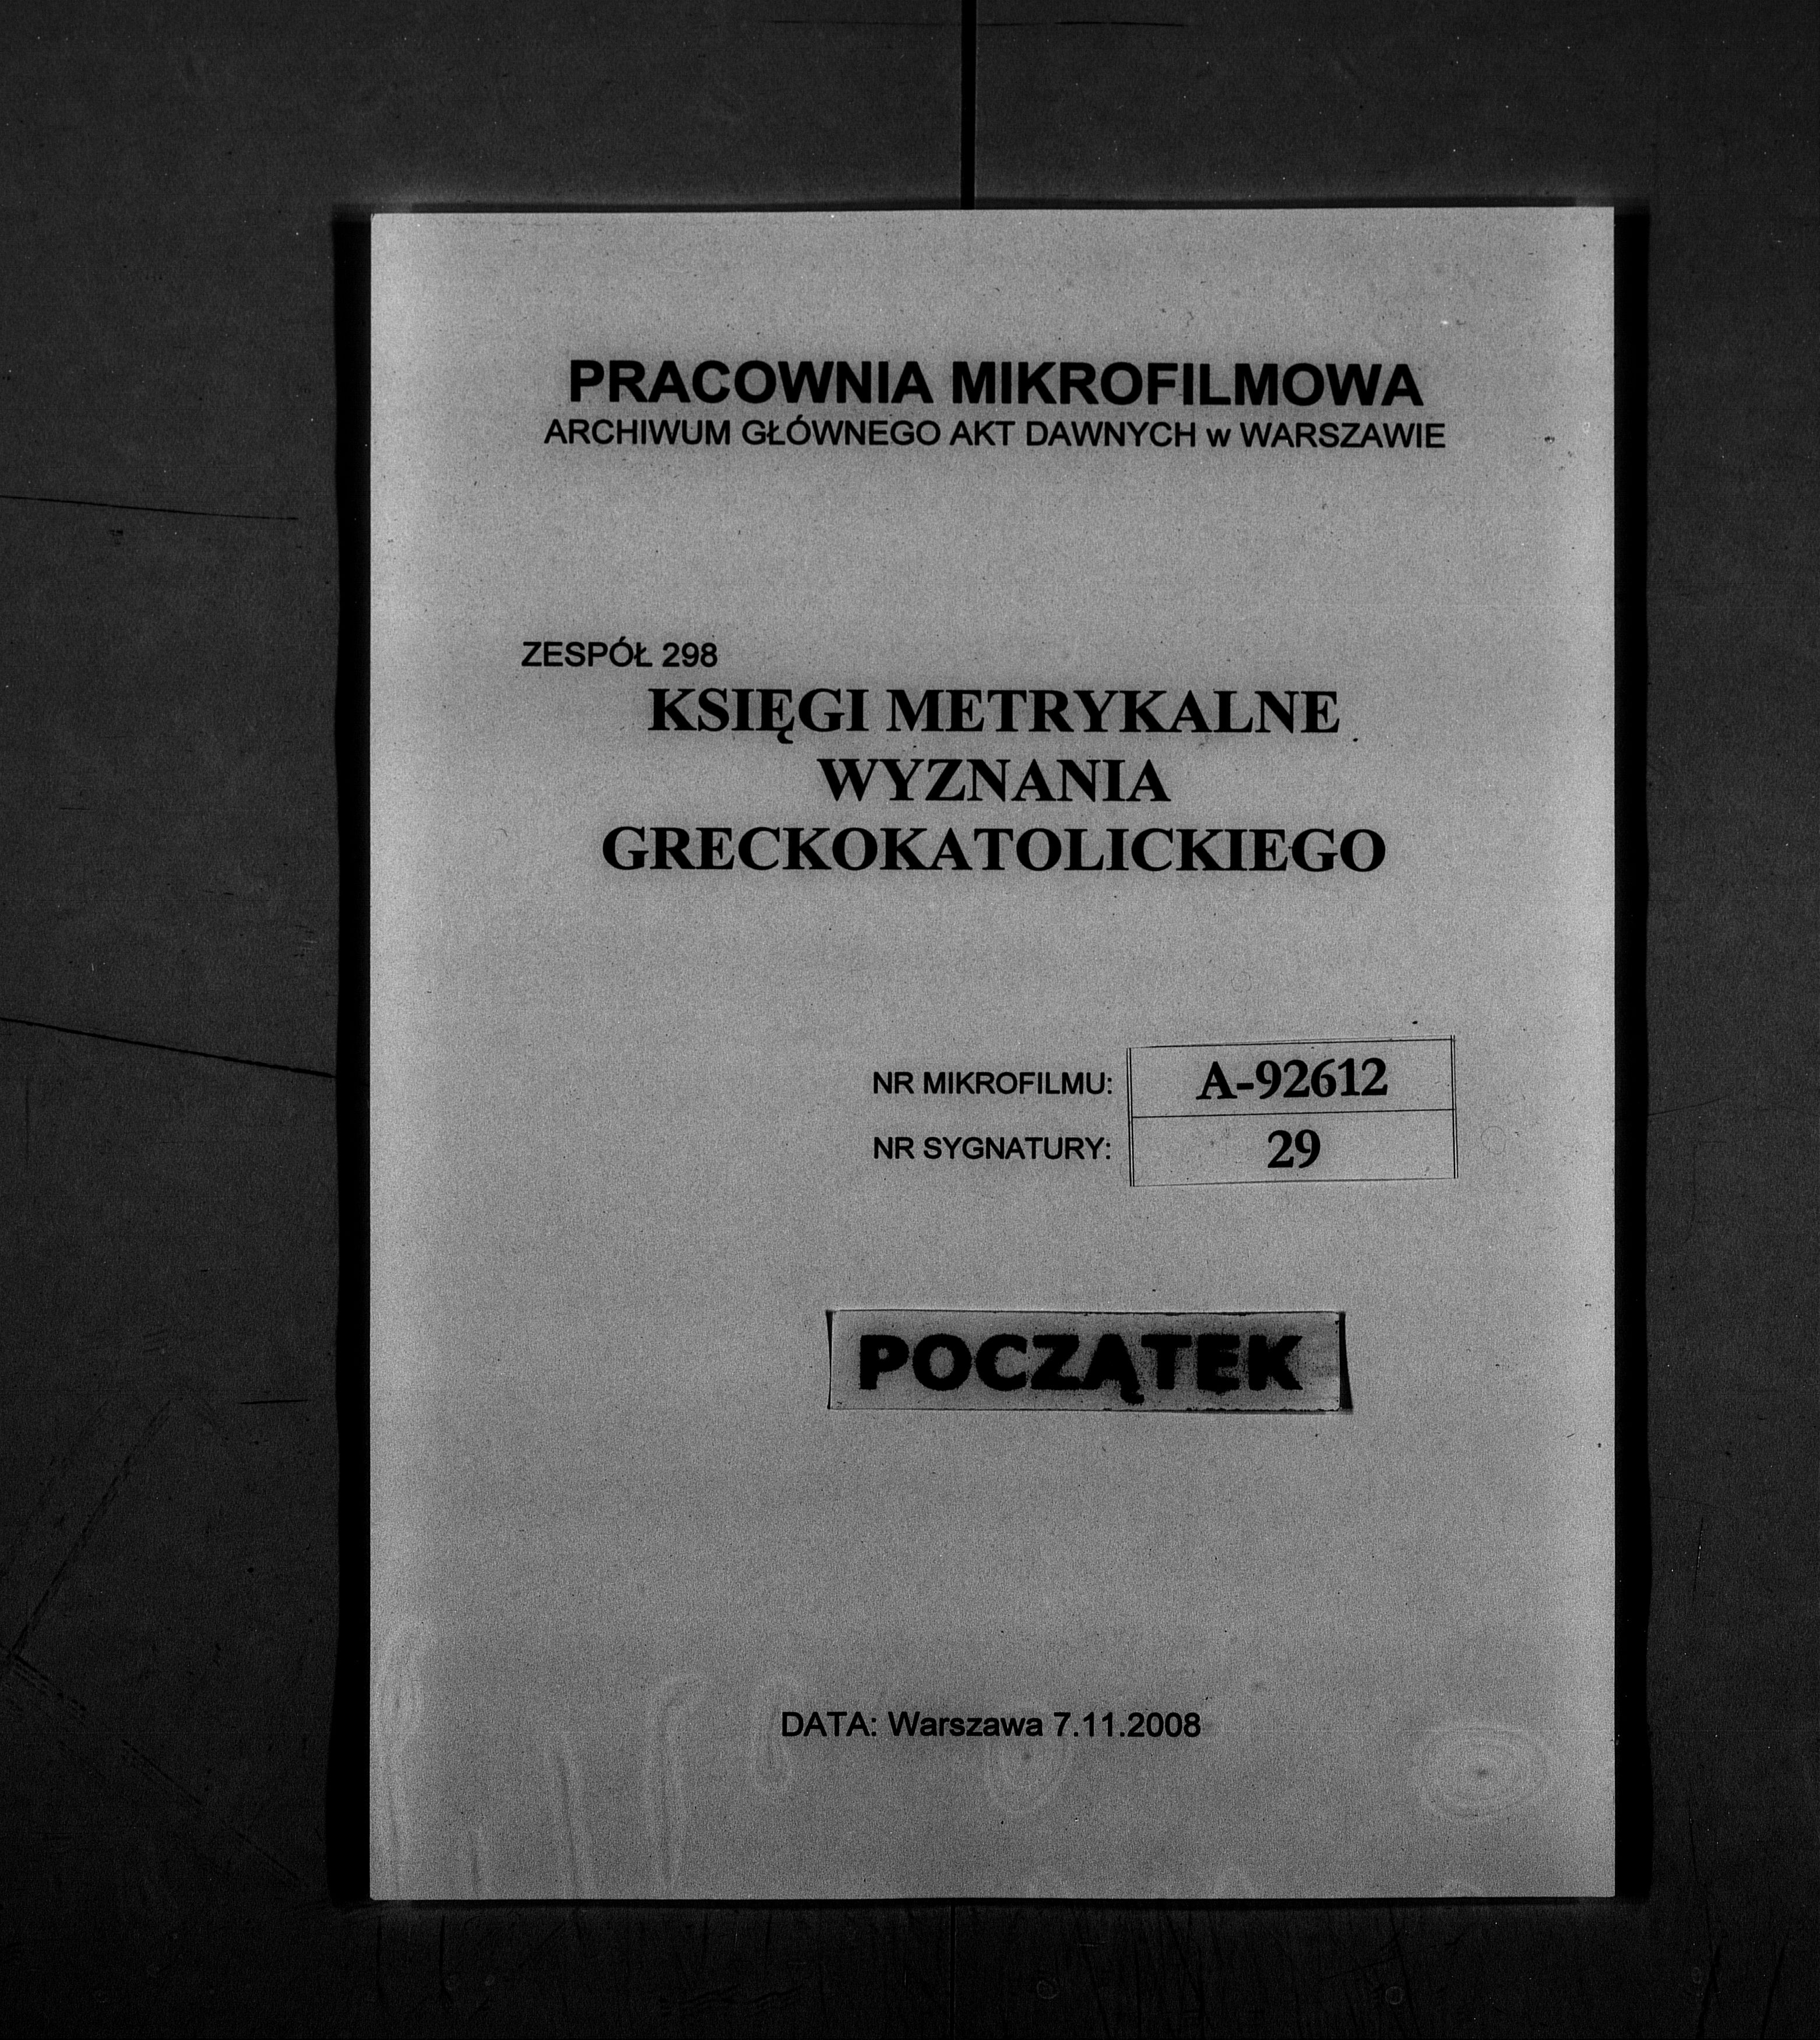 PRACOWNIA MIKROFILMOWA
ARCHIWUM GŁÓWNEGO AKT DAWNYCH w WARSZAWIE
ZESPÓŁ 298
KSIĘGI METRYKALNE
WYZNANIA
GRECKOKATOLICKIEGO
NR MIKROFILMU: A-92612
NR SYGNATURY: 29
POCZĄTEK
DATA: Warszawa 7.11.2008